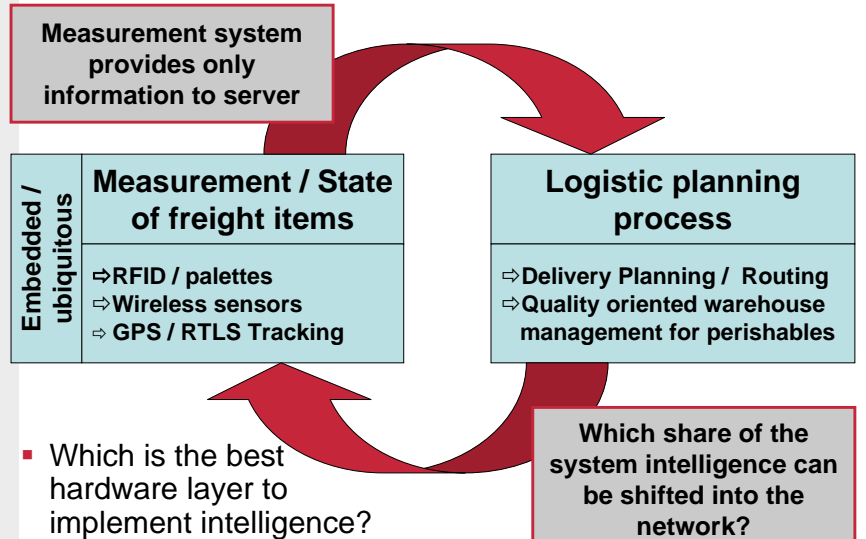 Measurement system
provides only
information to server
Embedded /
ubiquitous
Measurement / State
of freight items
⇨RFID / palettes
⇨Wireless sensors
⇨ GPS / RTLS Tracking
Logistic planning
process
⇨Delivery Planning / Routing
⇨Quality oriented warehouse
management for perishables
▪ Which is the best
hardware layer to
implement intelligence?
Which share of the
system intelligence can
be shifted into the
network?